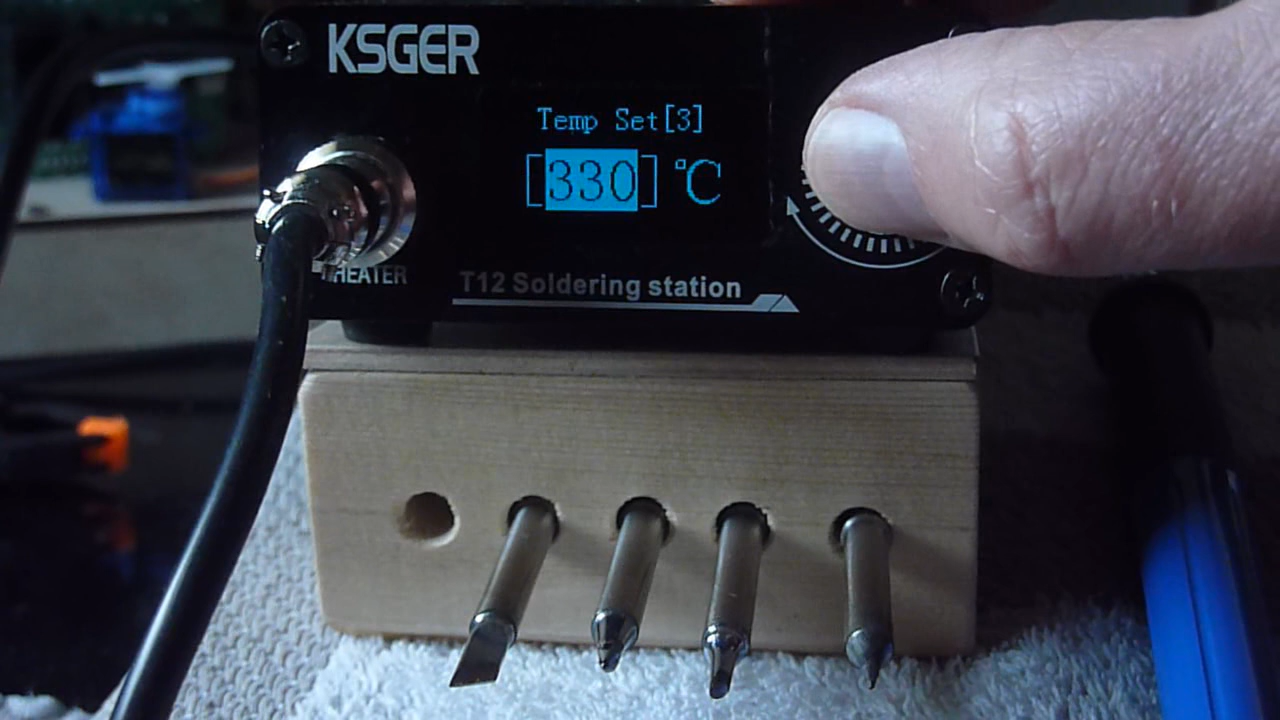 KSGER
Temp Set[3]
[330]℃
HEATER
T12 Soldering station